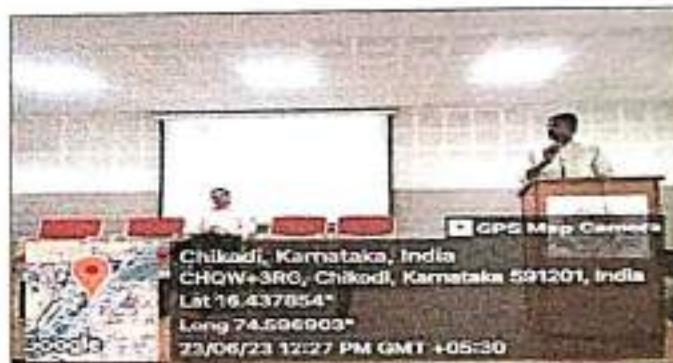 GPS Map Camera
Chikadi, Karnataka, India
CHQW+3RG, Chikodi, Karnataka 591201, India
Lat 16.437854°
Long 74.596903°
23/06/23 12:27 PM GMT +05:30
Google